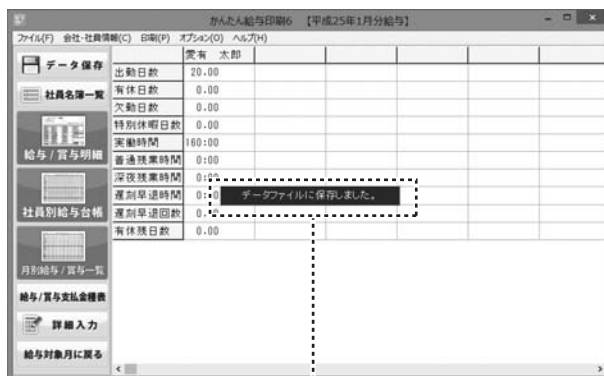 かんたん給与印刷6 【平成25年1月分給与】
ファイル(F) 会社・社員情報(C) 印刷(P) オプション(O) ヘルプ(H)
データ保存
社員名簿一覧
給与/賞与明細
社員別給与台帳
月別給与/賞与一覧
給与/賞与支払金種表
詳細入力
給与対象月に戻る
愛有 太郎
出勤日数 20.00
有休日数 0.00
欠勤日数 0.00
特別休暇日数 0.00
実働時間 160:00
普通残業時間 0:00
深夜残業時間 0:00
遅刻早退時間 0:0
遅刻早退回数 0.00
有休残日数 0.00
データファイルに保存しました。